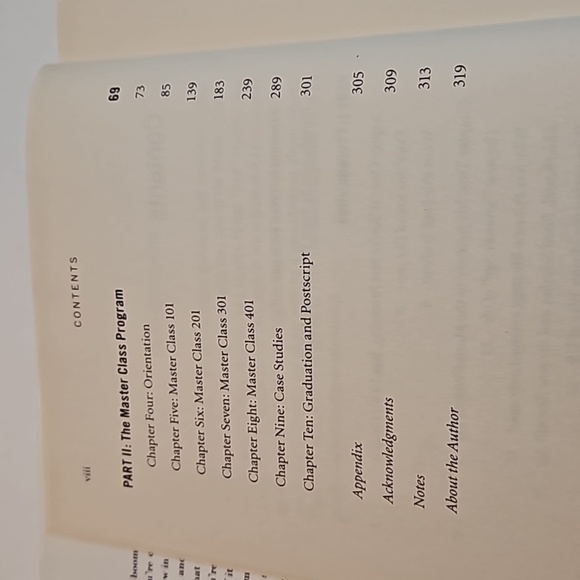 viii
CONTENTS
PART II: The Master Class Program 69
Chapter Four: Orientation 73
Chapter Five: Master Class 101 85
Chapter Six: Master Class 201 139
Chapter Seven: Master Class 301 183
Chapter Eight: Master Class 401 239
Chapter Nine: Case Studies 289
Chapter Ten: Graduation and Postscript 301
Appendix 305
Acknowledgments 309
Notes 313
About the Author 319
boom
and
it